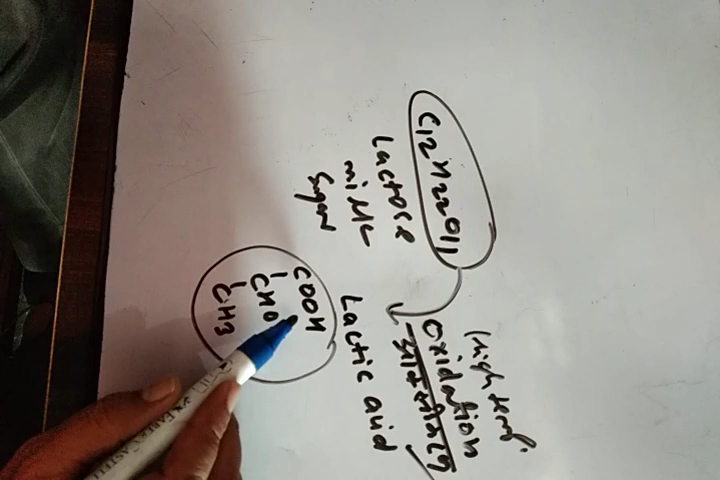 High temp.
Oxidation
C12H22O11
Lactose
milk
Sugar
Lactic acid
COOH
|
CHO
|
CH3